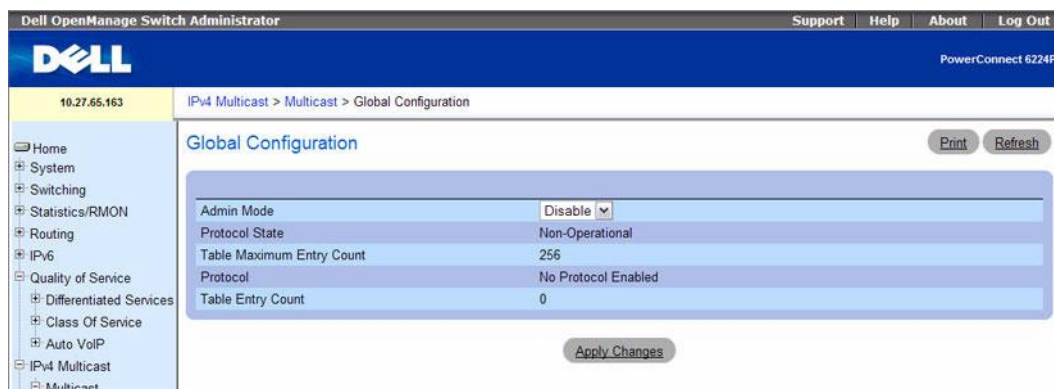 Dell OpenManage Switch Administrator
Support Help About Log Out
DELL
PowerConnect 6224P
10.27.65.163
IPv4 Multicast > Multicast > Global Configuration
Home
System
Switching
Statistics/RMON
Routing
IPv6
Quality of Service
Differentiated Services
Class Of Service
Auto VoIP
IPv4 Multicast
Multicast
Global Configuration
Print Refresh
Admin Mode Disable
Protocol State Non-Operational
Table Maximum Entry Count 256
Protocol No Protocol Enabled
Table Entry Count 0
Apply Changes